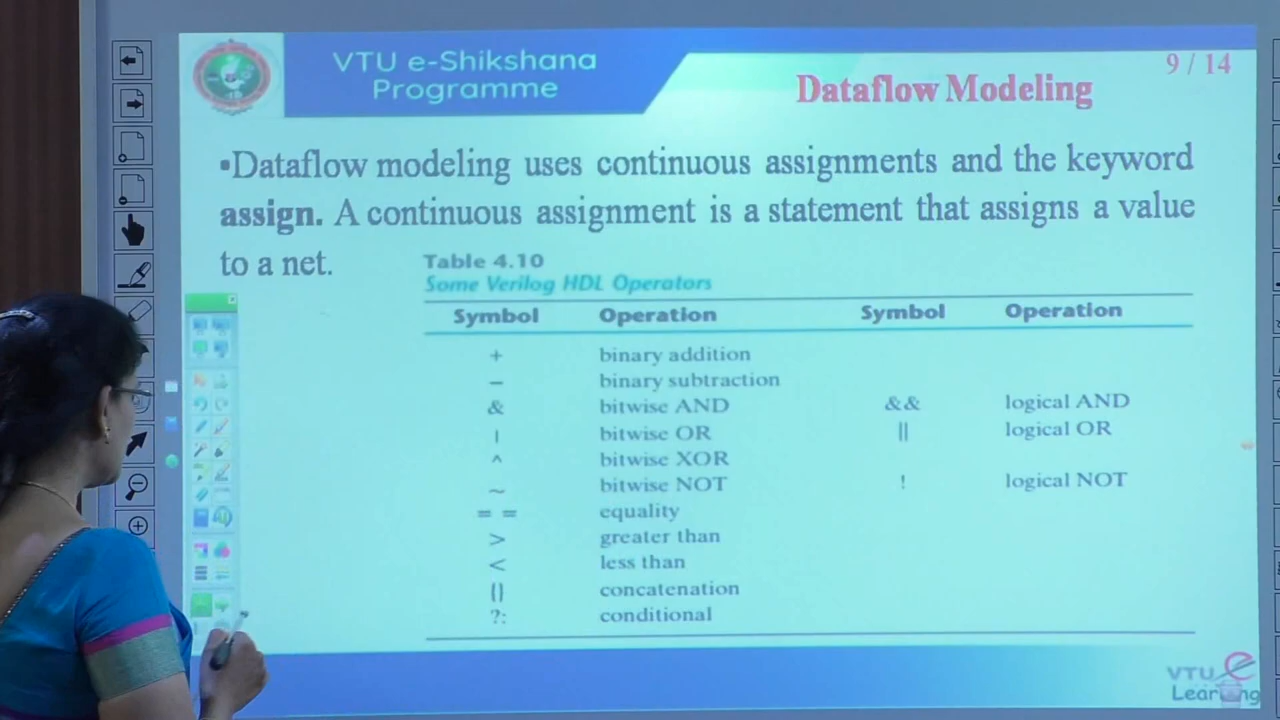 VTU e-Shikshana
Programme
9 / 14
Dataflow Modeling
▪Dataflow modeling uses continuous assignments and the keyword
assign. A continuous assignment is a statement that assigns a value
to a net.
Table 4.10
Some Verilog HDL Operators
Symbol Operation Symbol Operation
+ binary addition
− binary subtraction
& bitwise AND && logical AND
| bitwise OR || logical OR
^ bitwise XOR
~ bitwise NOT ! logical NOT
= = equality
> greater than
< less than
{} concatenation
?: conditional
VTU e
Learning